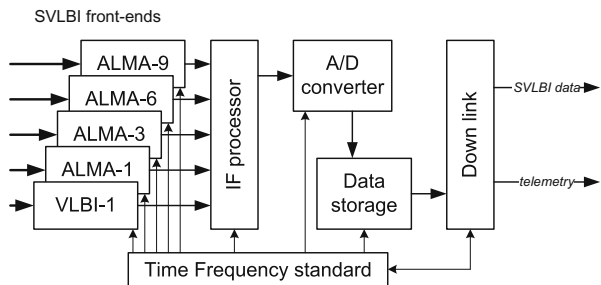 SVLBI front-ends
ALMA-9
ALMA-6
ALMA-3
ALMA-1
VLBI-1
IF processor
A/D
converter
Data
storage
Down link
SVLBI data
telemetry
Time Frequency standard